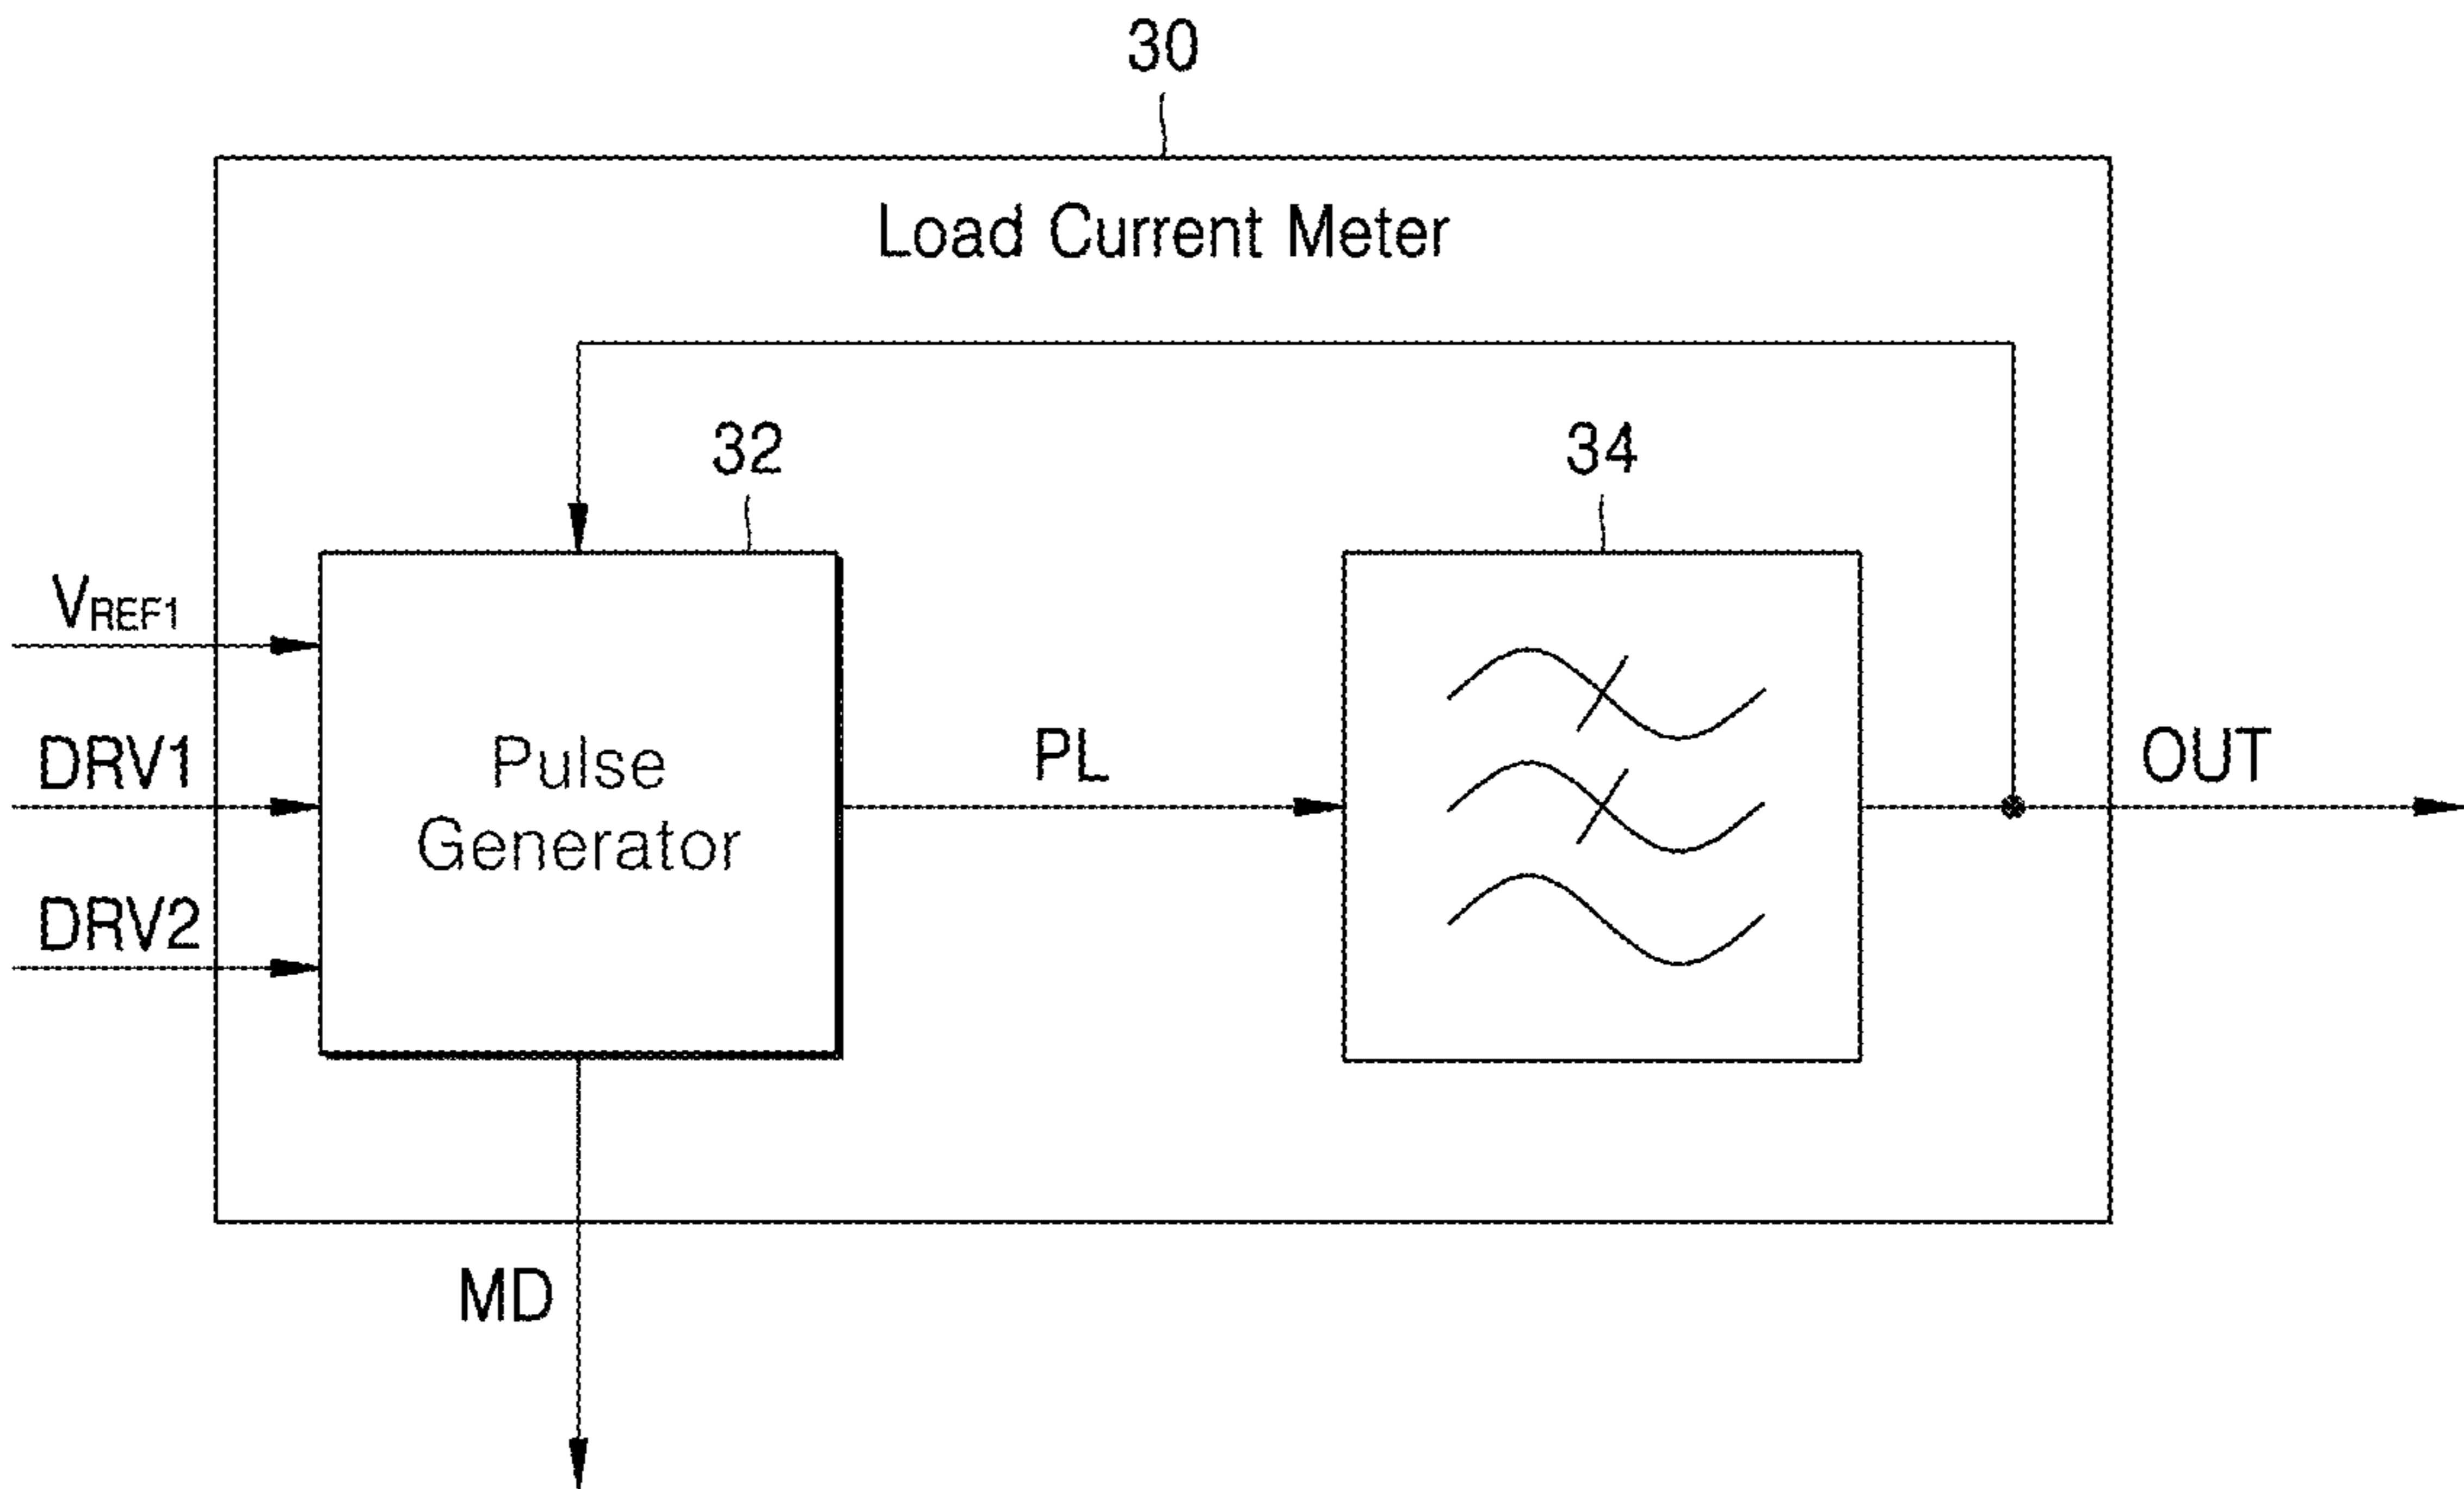 30
Load Current Meter
32
34
VREF1
DRV1
DRV2
Pulse
Generator
PL
OUT
MD